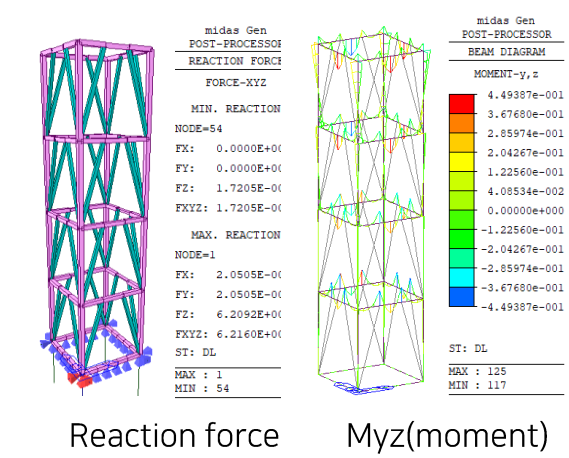 midas Gen
POST-PROCESSOR
REACTION FORCE
FORCE-XYZ
MIN. REACTION
NODE=54
FX: 0.0000E+00
FY: 0.0000E+00
FZ: 1.7205E-00
FXYZ: 1.7205E-00
MAX. REACTION
NODE=1
FX: 2.0505E-00
FY: 2.0505E-00
FZ: 6.2092E+00
FXYZ: 6.2160E+00
ST: DL
MAX : 1
MIN : 54
Reaction force
midas Gen
POST-PROCESSOR
BEAM DIAGRAM
MOMENT-y,z
4.49387e-001
3.67680e-001
2.85974e-001
2.04267e-001
1.22560e-001
4.08534e-002
0.00000e+000
-1.22560e-001
-2.04267e-001
-2.85974e-001
-3.67680e-001
-4.49387e-001
ST: DL
MAX : 125
MIN : 117
Myz(moment)